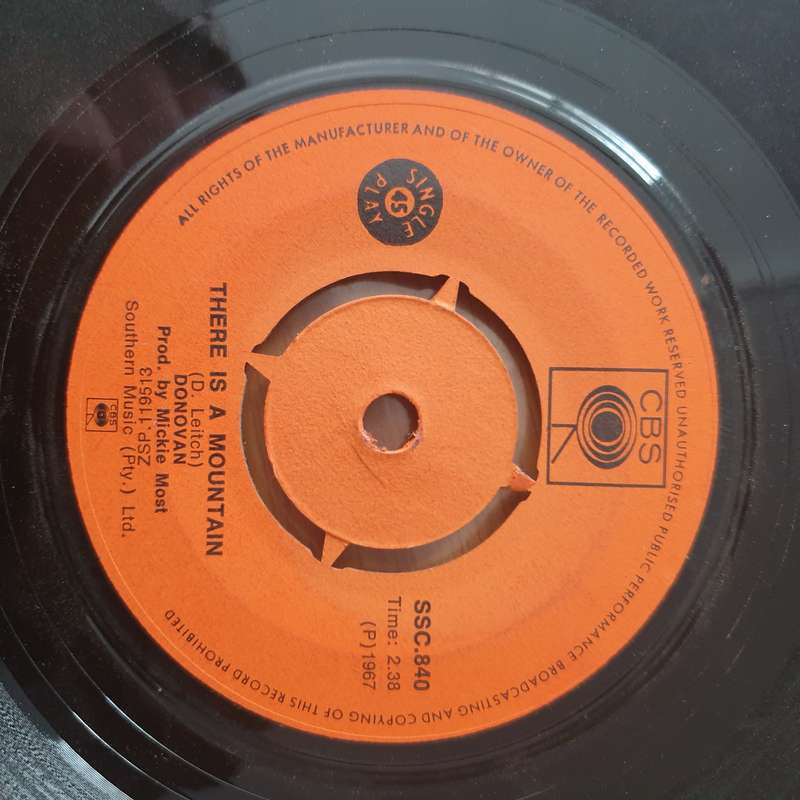 ALL RIGHTS OF THE MANUFACTURER AND OF THE OWNER OF THE RECORDED WORK RESERVED UNAUTHORISED PUBLIC PERFORMANCE BROADCASTING AND COPYING OF THIS RECORD PROHIBITED
CBS
SINGLE
45
PLAY
SSC.840
Time: 2.38
(P)1967
THERE IS A MOUNTAIN
(D. Leitch)
DONOVAN
Prod. by Mickie Most
ZSP.119513
Southern Music (Pty.) Ltd.
CBS